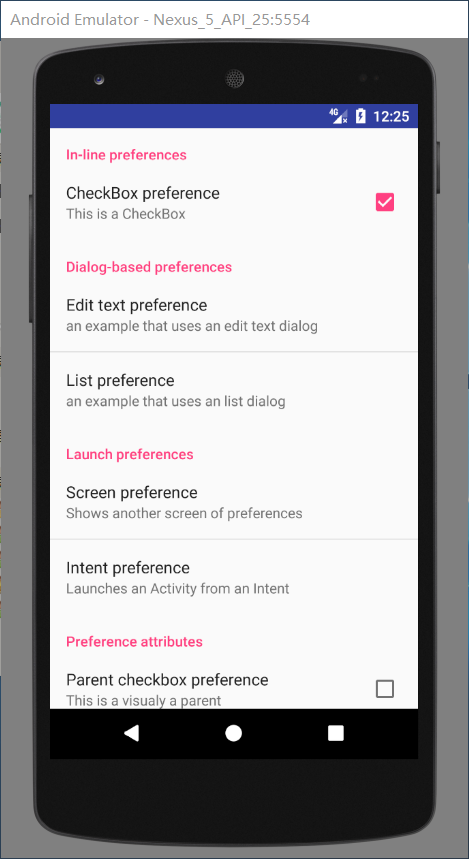 Android Emulator - Nexus_5_API_25:5554
4G 12:25
In-line preferences
CheckBox preference
This is a CheckBox
Dialog-based preferences
Edit text preference
an example that uses an edit text dialog
List preference
an example that uses an list dialog
Launch preferences
Screen preference
Shows another screen of preferences
Intent preference
Launches an Activity from an Intent
Preference attributes
Parent checkbox preference
This is a visualy a parent